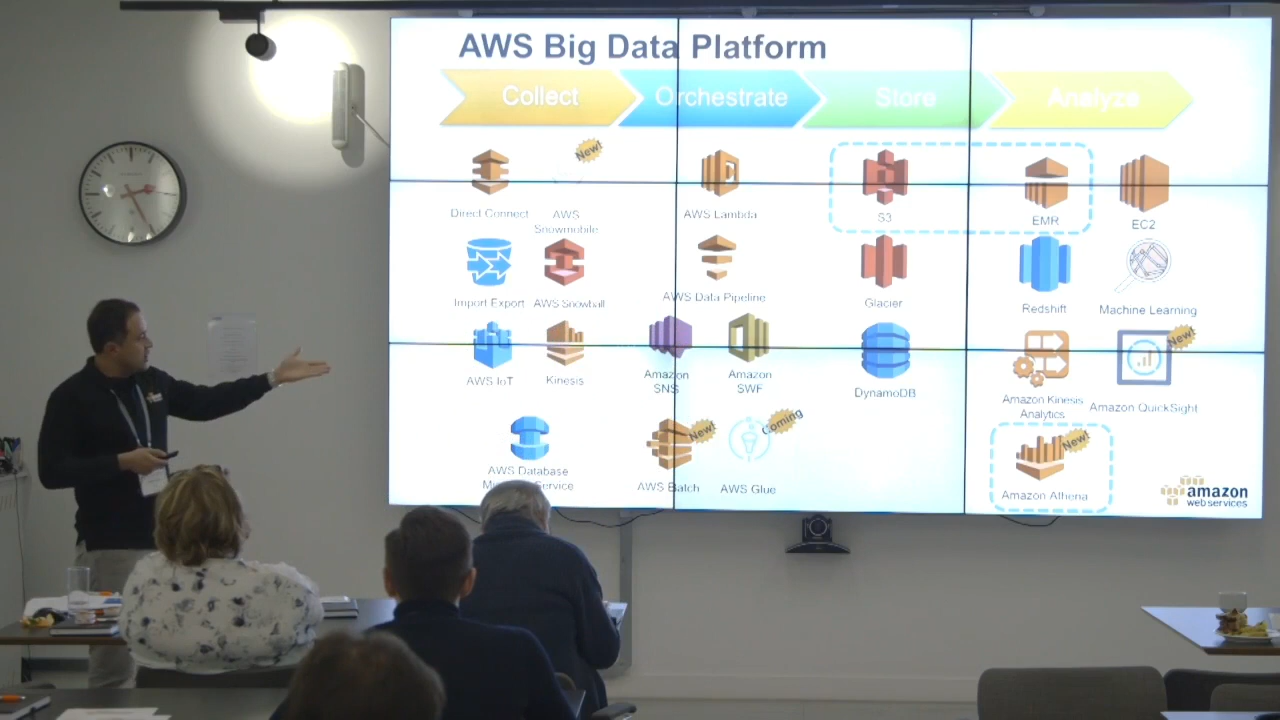 AWS Big Data Platform
Collect
Orchestrate
Store
Analyze
New!
Direct Connect
AWS
Snowmobile
AWS Lambda
S3
EMR
EC2
Import Export
AWS Snowball
AWS Data Pipeline
Glacier
Redshift
Machine Learning
AWS IoT
Kinesis
Amazon
SNS
Amazon
SWF
DynamoDB
Amazon Kinesis
Analytics
New!
Amazon QuickSight
AWS Database
Service
New!
AWS Batch
Coming
AWS Glue
New!
Amazon Athena
amazon
web services